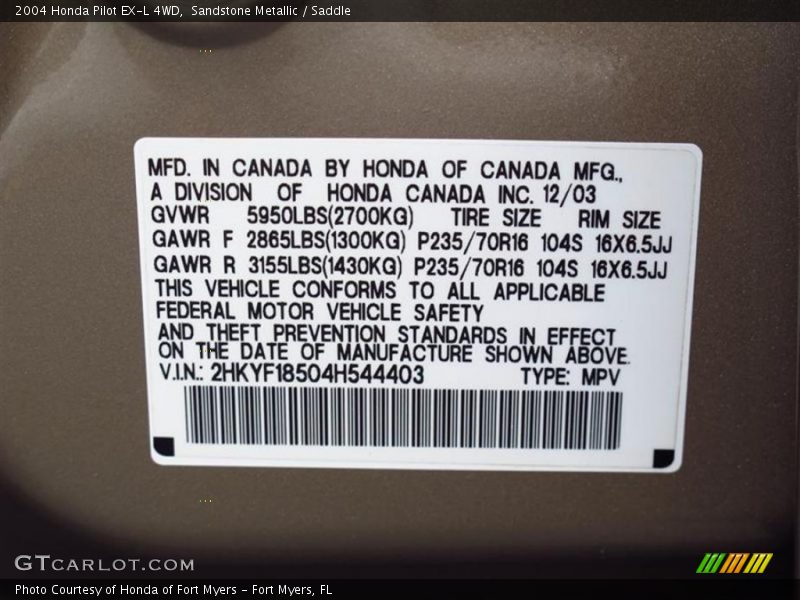 2004 Honda Pilot EX-L 4WD, Sandstone Metallic / Saddle
MFD. IN CANADA BY HONDA OF CANADA MFG.,
A DIVISION OF HONDA CANADA INC. 12/03
GVWR 5950LBS(2700KG) TIRE SIZE RIM SIZE
GAWR F 2865LBS(1300KG) P235/70R16 104S 16X6.5JJ
GAWR R 3155LBS(1430KG) P235/70R16 104S 16X6.5JJ
THIS VEHICLE CONFORMS TO ALL APPLICABLE
FEDERAL MOTOR VEHICLE SAFETY
AND THEFT PREVENTION STANDARDS IN EFFECT
ON THE DATE OF MANUFACTURE SHOWN ABOVE.
V.I.N.: 2HKYF18504H544403 TYPE: MPV
GTCARLOT.COM
Photo Courtesy of Honda of Fort Myers - Fort Myers, FL